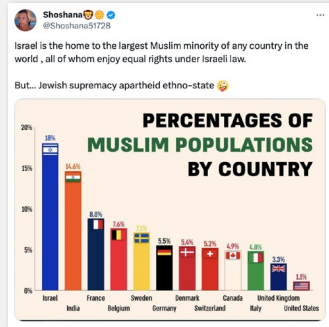 Shoshana
@Shoshana51728
Israel is the home to the largest Muslim minority of any country in the
world , all of whom enjoy equal rights under Israeli law.
But... Jewish supremacy apartheid ethno-state
PERCENTAGES OF
MUSLIM POPULATIONS
BY COUNTRY
20%
15%
10%
5%
0%
18%
14.6%
8.8%
7.6%
5.5%
5.4%
5.2%
4.9%
4.8%
3.3%
1.1%
Israel
India
France
Belgium
Sweden
Germany
Denmark
Switzerland
Canada
Italy
United Kingdom
United States